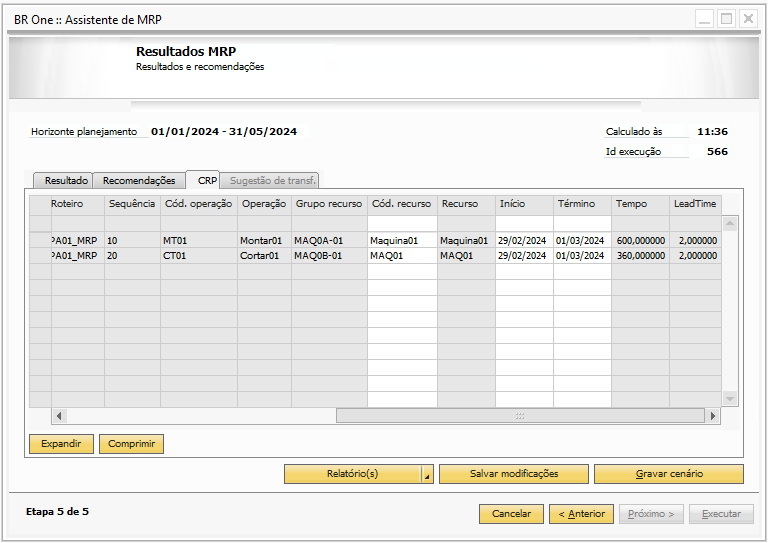 BR One :: Assistente de MRP
Resultados MRP
Resultados e recomendações
Horizonte planejamento 01/01/2024 - 31/05/2024 Calculado às 11:36
Id execução 566
Resultado Recomendações CRP Sugestão de transf.
Roteiro Sequência Cód. operação Operação Grupo recurso Cód. recurso Recurso Início Término Tempo LeadTime
PA01_MRP 10 MT01 Montar01 MAQ0A-01 Maquina01 Maquina01 29/02/2024 01/03/2024 600,000000 2,000000
PA01_MRP 20 CT01 Cortar01 MAQ0B-01 MAQ01 MAQ01 29/02/2024 01/03/2024 360,000000 2,000000
Expandir Comprimir
Relatório(s) Salvar modificações Gravar cenário
Etapa 5 de 5 Cancelar < Anterior Próximo > Executar